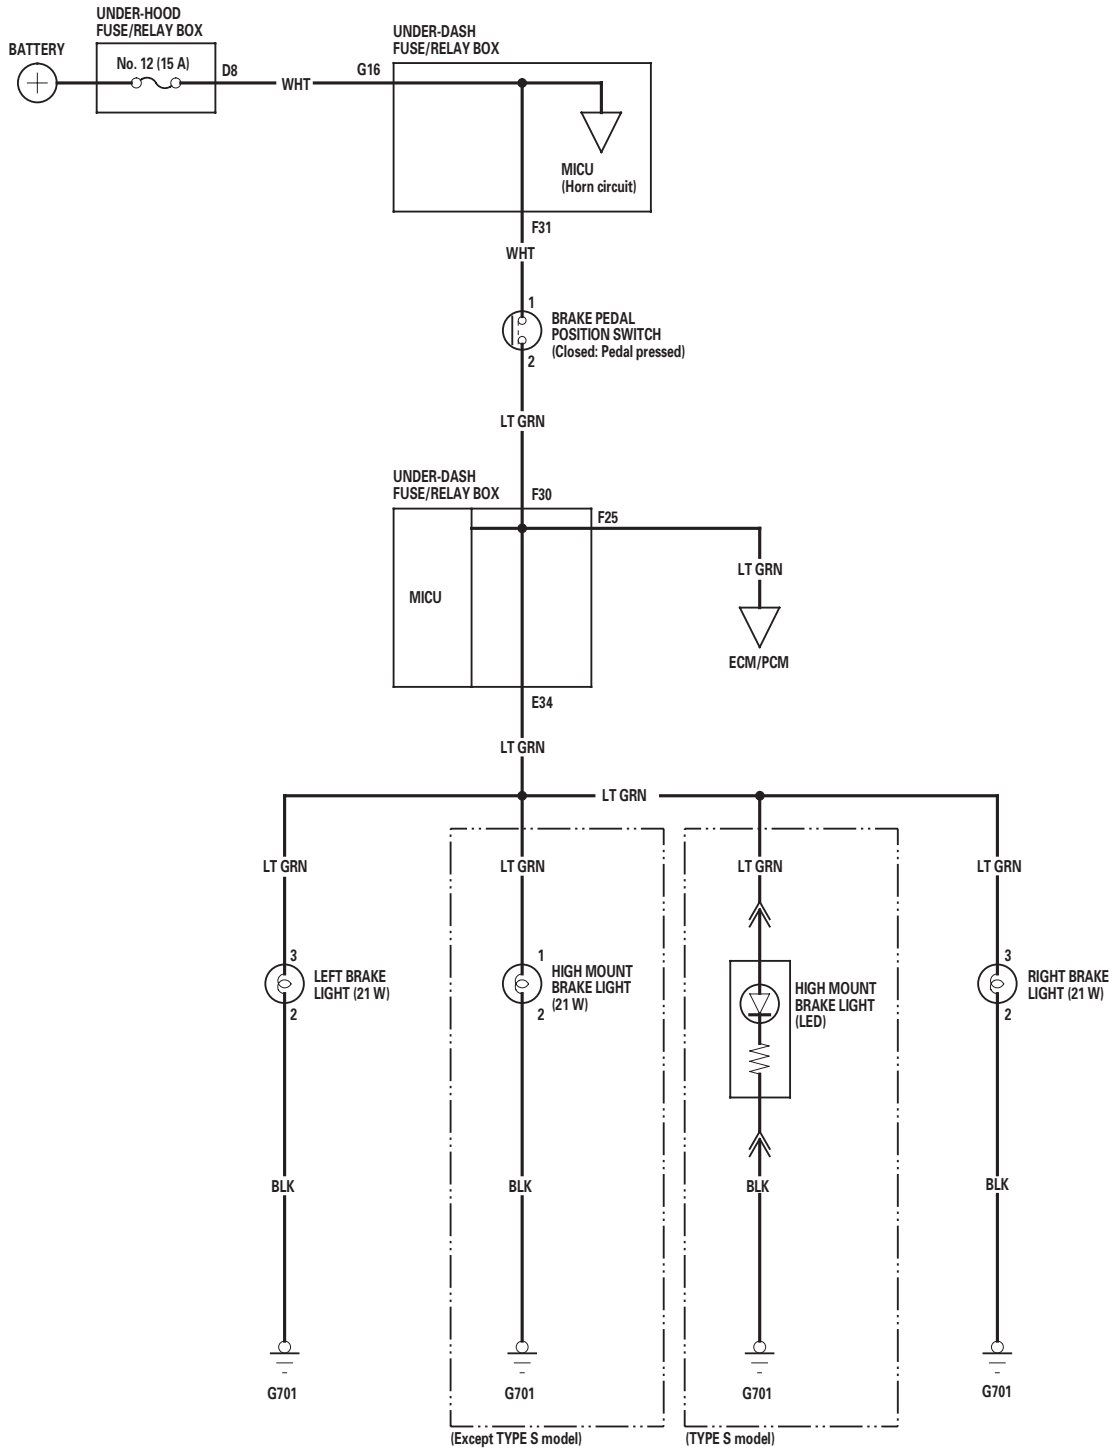 UNDER-HOOD
FUSE/RELAY BOX
BATTERY
No. 12 (15 A)
D8
WHT
G16
UNDER-DASH
FUSE/RELAY BOX
MICU
(Horn circuit)
F31
WHT
1
BRAKE PEDAL
POSITION SWITCH
(Closed: Pedal pressed)
2
LT GRN
UNDER-DASH
FUSE/RELAY BOX
F30
F25
MICU
LT GRN
ECM/PCM
E34
LT GRN
LT GRN
LT GRN
LT GRN
LT GRN
LT GRN
3
LEFT BRAKE
LIGHT (21 W)
2
1
HIGH MOUNT
BRAKE LIGHT
(21 W)
2
HIGH MOUNT
BRAKE LIGHT
(LED)
3
RIGHT BRAKE
LIGHT (21 W)
2
BLK
BLK
BLK
BLK
G701
G701
G701
G701
(Except TYPE S model)
(TYPE S model)